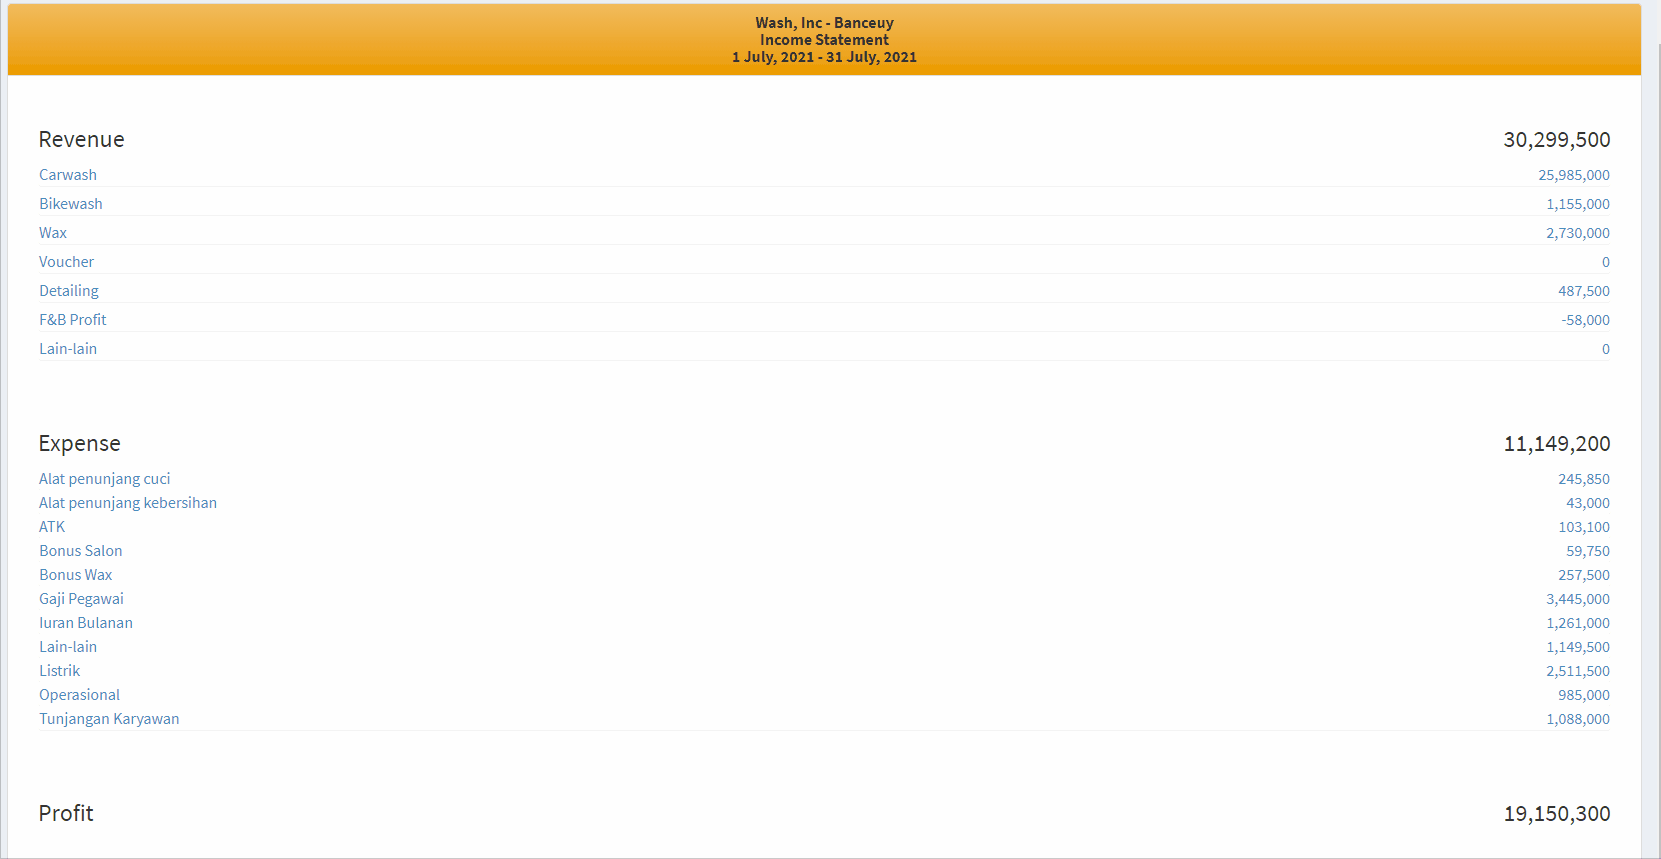 Wash, Inc - Banceuy
Income Statement
1 July, 2021 - 31 July, 2021
Revenue 30,299,500
Carwash 25,985,000
Bikewash 1,155,000
Wax 2,730,000
Voucher 0
Detailing 487,500
F&B Profit -58,000
Lain-lain 0
Expense 11,149,200
Alat penunjang cuci 245,850
Alat penunjang kebersihan 43,000
ATK 103,100
Bonus Salon 59,750
Bonus Wax 257,500
Gaji Pegawai 3,445,000
Iuran Bulanan 1,261,000
Lain-lain 1,149,500
Listrik 2,511,500
Operasional 985,000
Tunjangan Karyawan 1,088,000
Profit 19,150,300